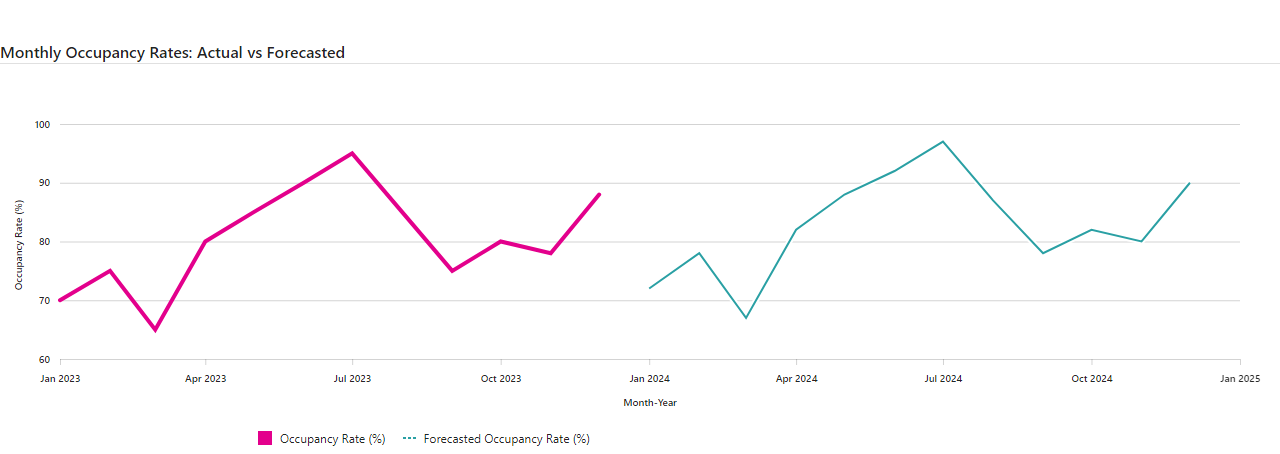 Monthly Occupancy Rates: Actual vs Forecasted
100
90
80
70
60
Occupancy Rate (%)
Jan 2023 Apr 2023 Jul 2023 Oct 2023 Jan 2024 Apr 2024 Jul 2024 Oct 2024 Jan 2025
Month-Year
Occupancy Rate (%) Forecasted Occupancy Rate (%)